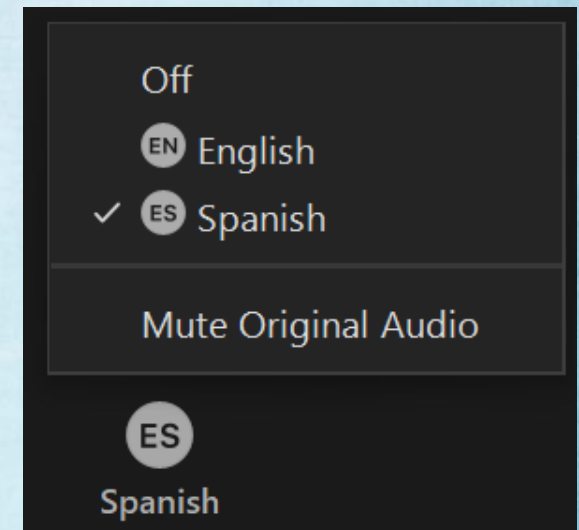 Off
EN English
ES Spanish
Mute Original Audio
ES
Spanish